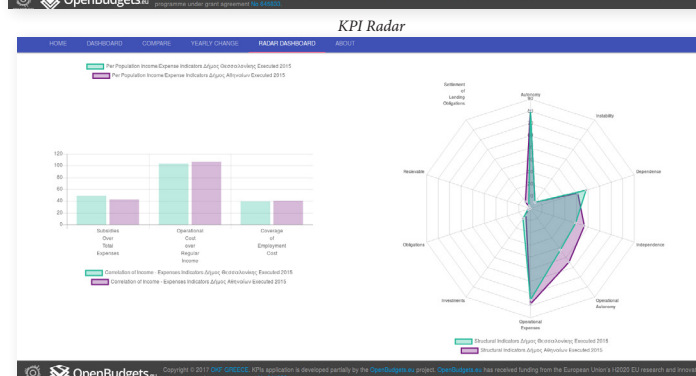 OpenBudgets.eu programme under grant agreement No 645833.
KPI Radar
HOME DASHBOARD COMPARE YEARLY CHANGE RADAR DASHBOARD ABOUT
Per Population Income/Expense Indicators Δήμος Θεσσαλονίκης Executed 2015
Per Population Income/Expense Indicators Δήμος Αθηναίων Executed 2015
120
100
80
60
40
20
0
Subsidies
Over
Total
Expenses
Operational
Cost
over
Regular
Income
Coverage
of
Employment
Cost
Correlation of Income - Expenses Indicators Δήμος Θεσσαλονίκης Executed 2015
Correlation of Income - Expenses Indicators Δήμος Αθηναίων Executed 2015
Settlement
of
Lending
Obligations
Autonomy
Instability
Receivable
Dependence
Obligations
Independence
Investments
Operational
Autonomy
Operational
Expenses
Structural Indicators Δήμος Θεσσαλονίκης Executed 2015
Structural Indicators Δήμος Αθηναίων Executed 2015
OpenBudgets.eu Copyright © 2017 OKF GREECE. KPIs application is developed partially by the OpenBudgets.eu project. OpenBudgets.eu has received funding from the European Union's H2020 EU research and